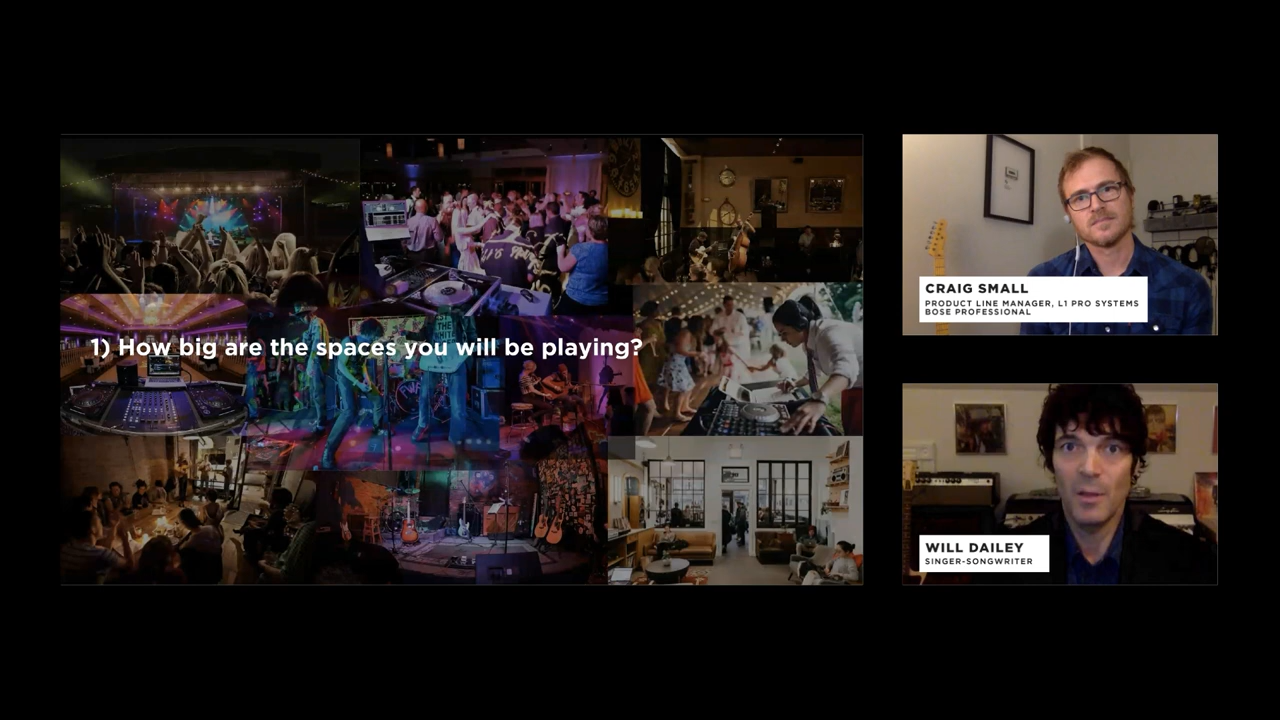 1) How big are the spaces you will be playing?
CRAIG SMALL
PRODUCT LINE MANAGER, L1 PRO SYSTEMS
BOSE PROFESSIONAL
WILL DAILEY
SINGER-SONGWRITER